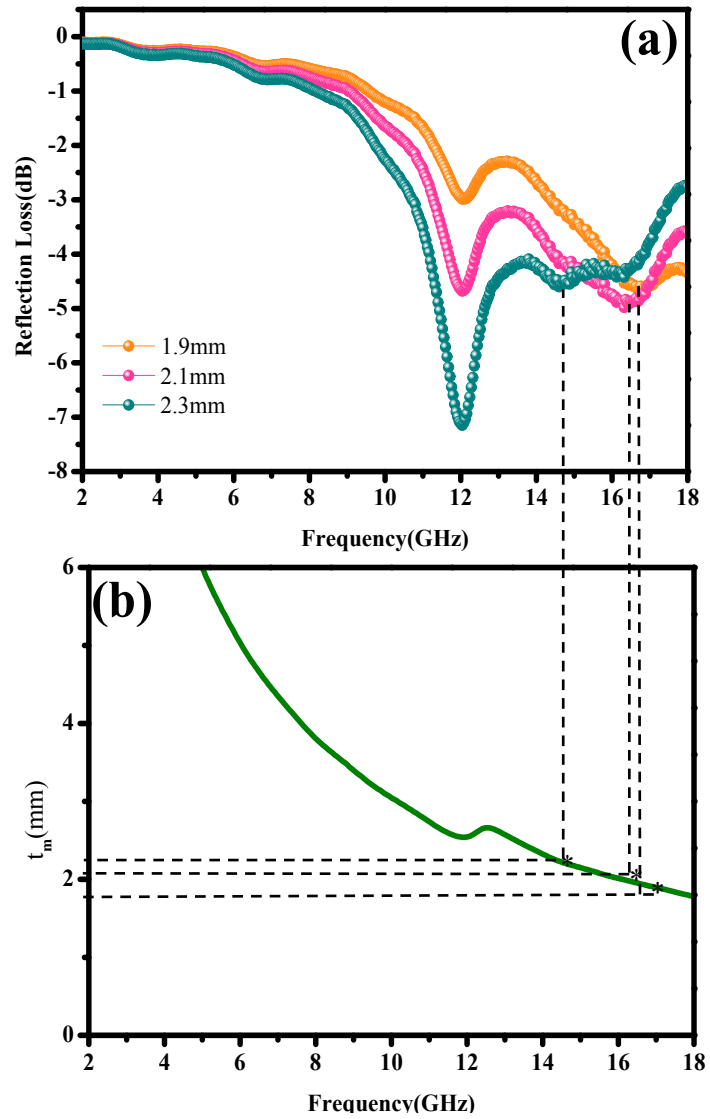 (a)
0
-1
-2
-3
-4
-5
-6
-7
-8
Reflection Loss(dB)
1.9mm
2.1mm
2.3mm
2 4 6 8 10 12 14 16 18
Frequency(GHz)
(b)
6
4
2
0
tₘ(mm)
* * *
2 4 6 8 10 12 14 16 18
Frequency(GHz)